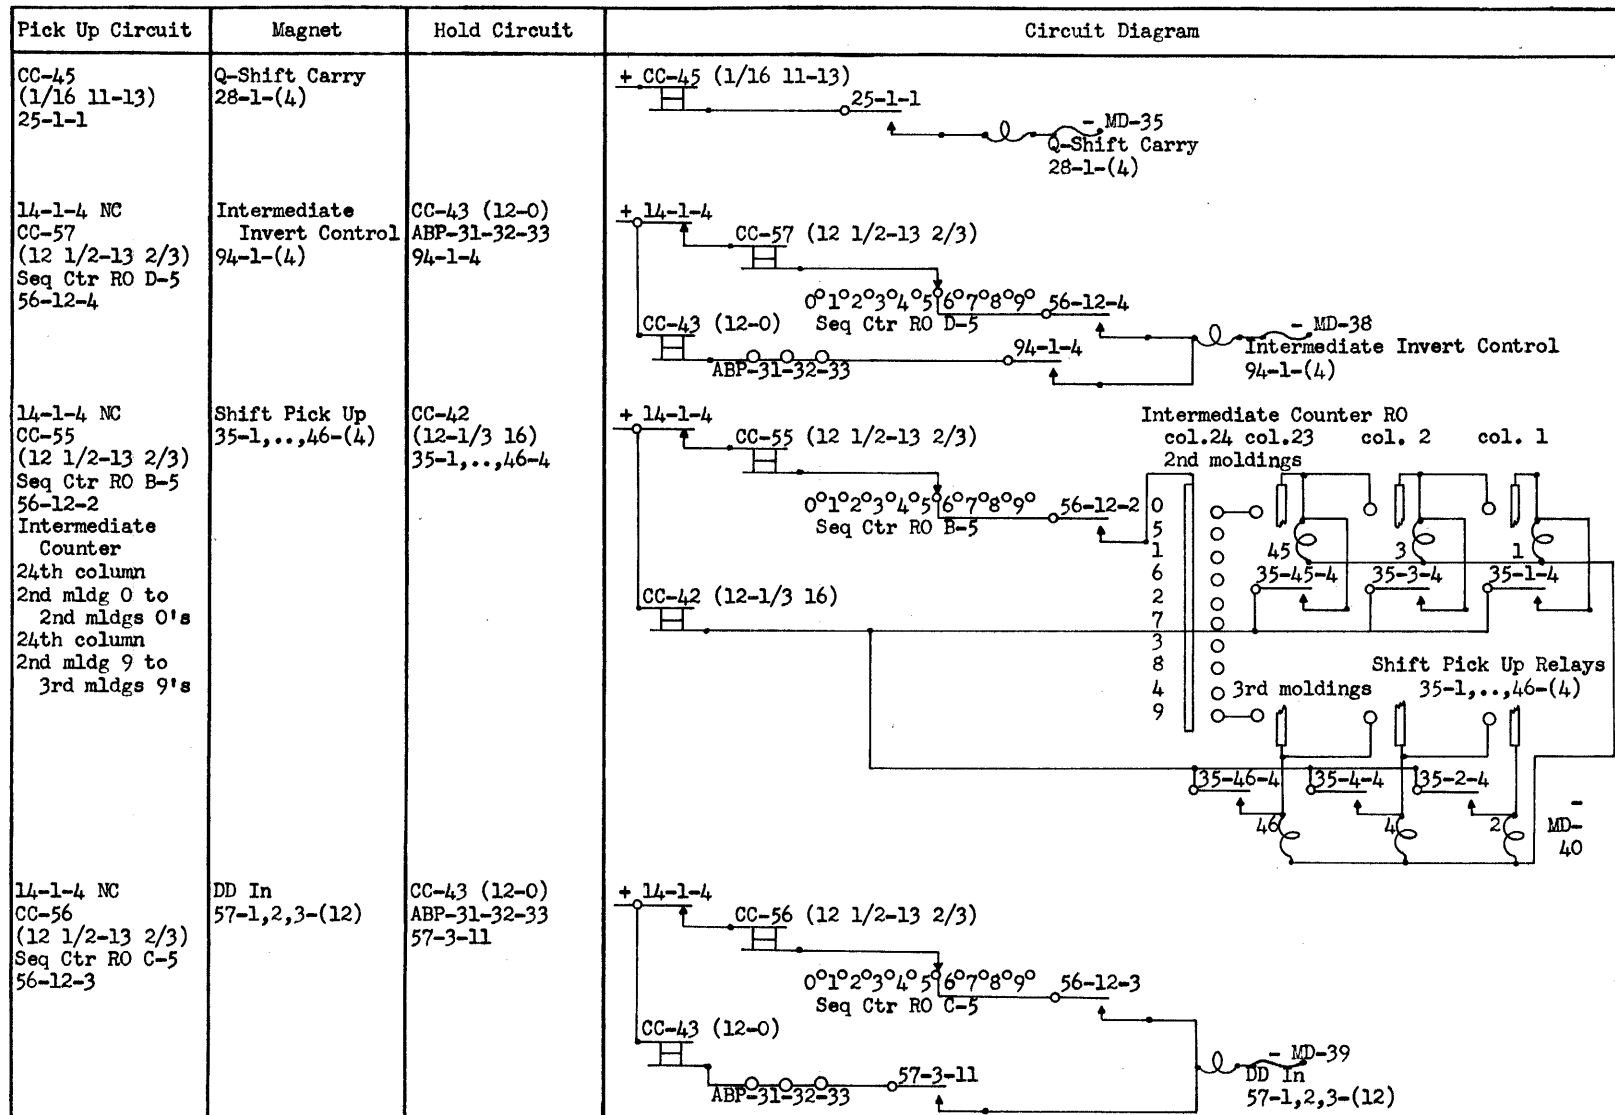 Pick Up Circuit
Magnet
Hold Circuit
Circuit Diagram
CC-45
(1/16 11-13)
25-1-1
Q-Shift Carry
28-1-(4)
+ CC-45 (1/16 11-13)
25-1-1
- MD-35
Q-Shift Carry
28-1-(4)
14-1-4 NC
CC-57
(12 1/2-13 2/3)
Seq Ctr RO D-5
56-12-4
Intermediate
Invert Control
94-1-(4)
CC-43 (12-0)
ABP-31-32-33
94-1-4
+ 14-1-4
CC-57 (12 1/2-13 2/3)
0 1 2 3 4 5 6 7 8 9
56-12-4
Seq Ctr RO D-5
CC-43 (12-0)
94-1-4
ABP-31-32-33
- MD-38
Intermediate Invert Control
94-1-(4)
14-1-4 NC
CC-55
(12 1/2-13 2/3)
Seq Ctr RO B-5
56-12-2
Intermediate
Counter
24th column
2nd mldg 0 to
2nd mldgs 0's
24th column
2nd mldg 9 to
3rd mldgs 9's
Shift Pick Up
35-1,..,46-(4)
CC-42
(12-1/3 16)
35-1,..,46-4
+ 14-1-4
CC-55 (12 1/2-13 2/3)
0 1 2 3 4 5 6 7 8 9
56-12-2
Seq Ctr RO B-5
CC-42 (12-1/3 16)
Intermediate Counter RO
col.24 col.23 col. 2 col. 1
2nd moldings
0
5
1
6
2
7
3
8
4
9
45 3 1
35-45-4 35-3-4 35-1-4
Shift Pick Up Relays
35-1,..,46-(4)
3rd moldings
35-46-4 35-4-4 35-2-4
46 4 2
-
MD-
40
14-1-4 NC
CC-56
(12 1/2-13 2/3)
Seq Ctr RO C-5
56-12-3
DD In
57-1,2,3-(12)
CC-43 (12-0)
ABP-31-32-33
57-3-11
+ 14-1-4
CC-56 (12 1/2-13 2/3)
0 1 2 3 4 5 6 7 8 9
56-12-3
Seq Ctr RO C-5
CC-43 (12-0)
57-3-11
ABP-31-32-33
- MD-39
DD In
57-1,2,3-(12)